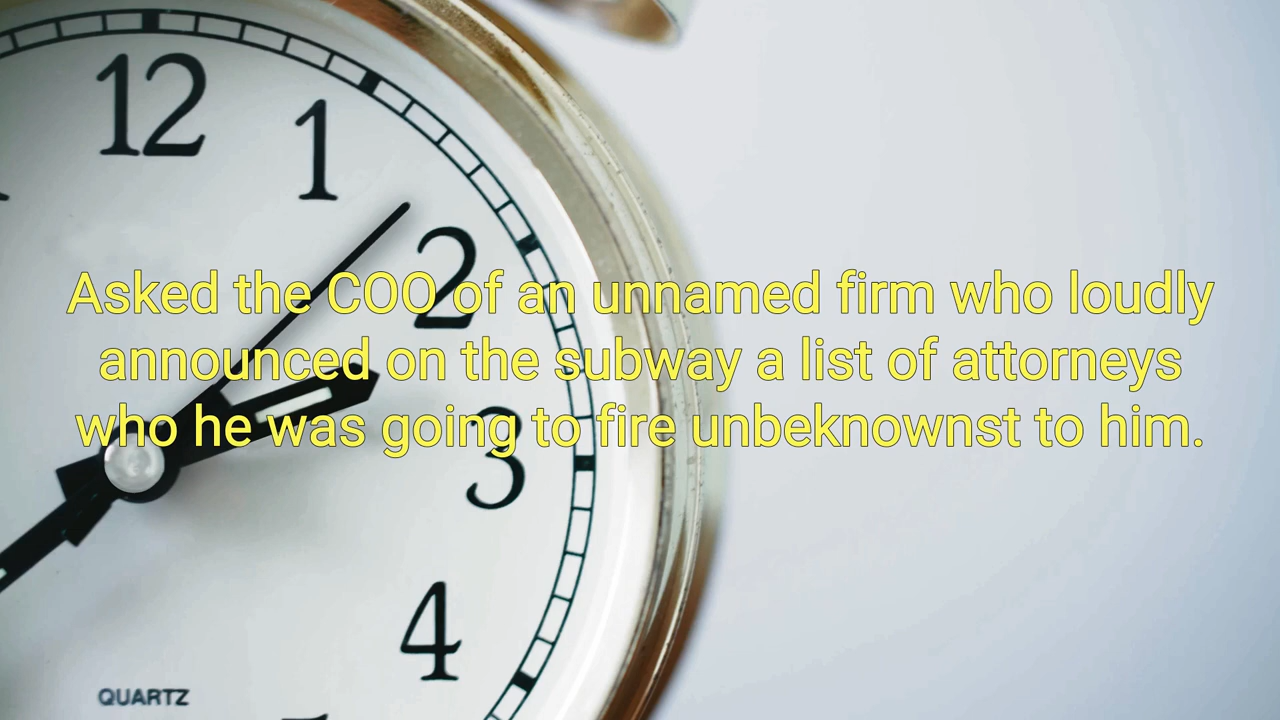 12
1
2
Asked the COO of an unnamed firm who loudly
announced on the subway a list of attorneys
who he was going to fire unbeknownst to him.
3
4
QUARTZ